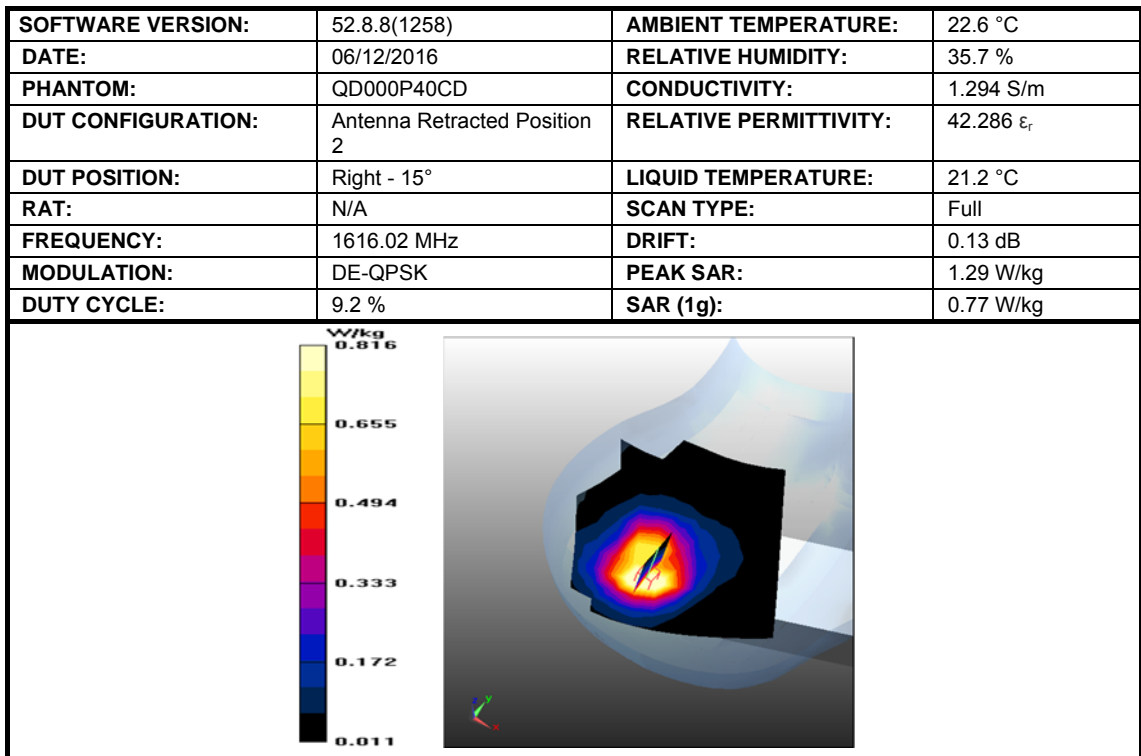 SOFTWARE VERSION: 52.8.8(1258) AMBIENT TEMPERATURE: 22.6 °C
DATE: 06/12/2016 RELATIVE HUMIDITY: 35.7 %
PHANTOM: QD000P40CD CONDUCTIVITY: 1.294 S/m
DUT CONFIGURATION: Antenna Retracted Position 2 RELATIVE PERMITTIVITY: 42.286 εr
DUT POSITION: Right - 15° LIQUID TEMPERATURE: 21.2 °C
RAT: N/A SCAN TYPE: Full
FREQUENCY: 1616.02 MHz DRIFT: 0.13 dB
MODULATION: DE-QPSK PEAK SAR: 1.29 W/kg
DUTY CYCLE: 9.2 % SAR (1g): 0.77 W/kg
W/kg
0.816
0.655
0.494
0.333
0.172
0.011
z y
x